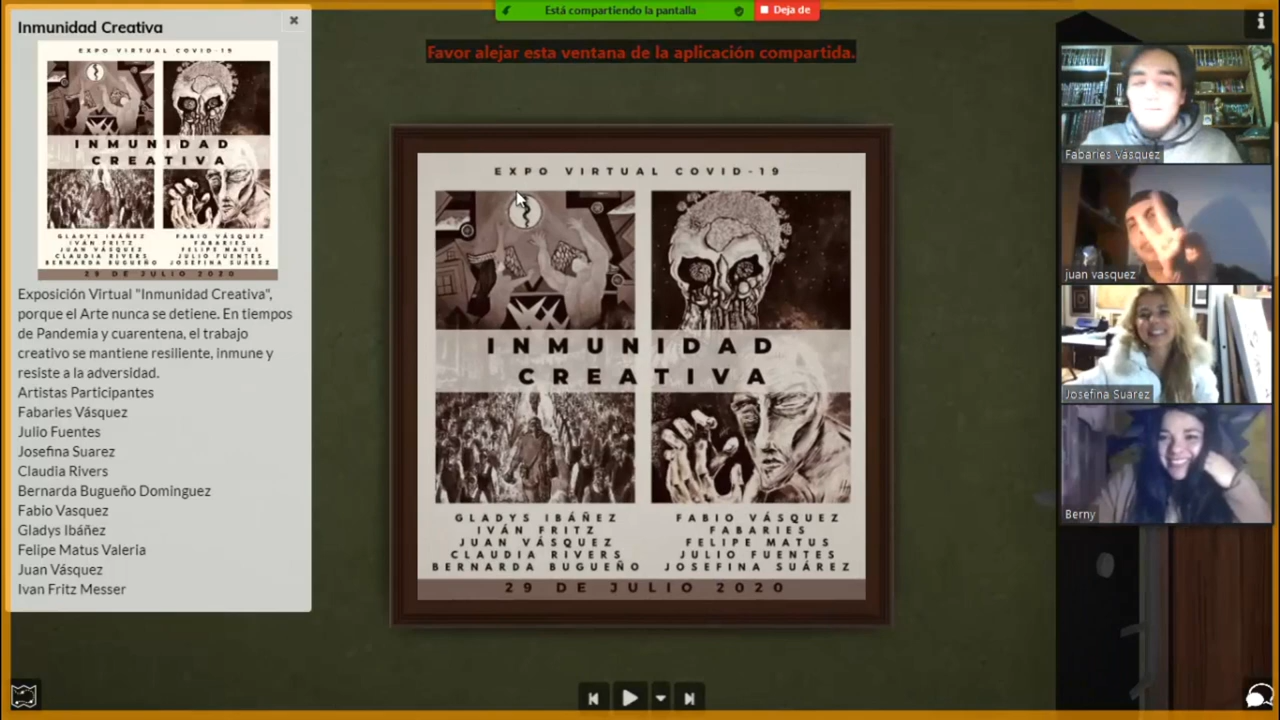 Está compartiendo la pantalla
Deja de
Favor alejar esta ventana de la aplicación compartida.
Inmunidad Creativa
EXPO VIRTUAL COVID-19
INMUNIDAD
CREATIVA
GLADYS IBÁÑEZ
IVÁN FRITZ
JUAN VÁSQUEZ
CLAUDIA RIVERS
BERNARDA BUGUEÑO
FABIO VÁSQUEZ
FABARIES
FELIPE MATUS
JULIO FUENTES
JOSEFINA SUÁREZ
29 DE JULIO 2020
Exposición Virtual "Inmunidad Creativa",
porque el Arte nunca se detiene. En tiempos
de Pandemia y cuarentena, el trabajo
creativo se mantiene resiliente, inmune y
resiste a la adversidad.
Artistas Participantes
Fabaries Vásquez
Julio Fuentes
Josefina Suarez
Claudia Rivers
Bernarda Bugueño Dominguez
Fabio Vasquez
Gladys Ibáñez
Felipe Matus Valeria
Juan Vásquez
Ivan Fritz Messer
EXPO VIRTUAL COVID-19
INMUNIDAD
CREATIVA
GLADYS IBÁÑEZ
IVÁN FRITZ
JUAN VÁSQUEZ
CLAUDIA RIVERS
BERNARDA BUGUEÑO
FABIO VÁSQUEZ
FABARIES
FELIPE MATUS
JULIO FUENTES
JOSEFINA SUÁREZ
29 DE JULIO 2020
Fabaries Vasquez
juan vasquez
Josefina Suarez
Berny